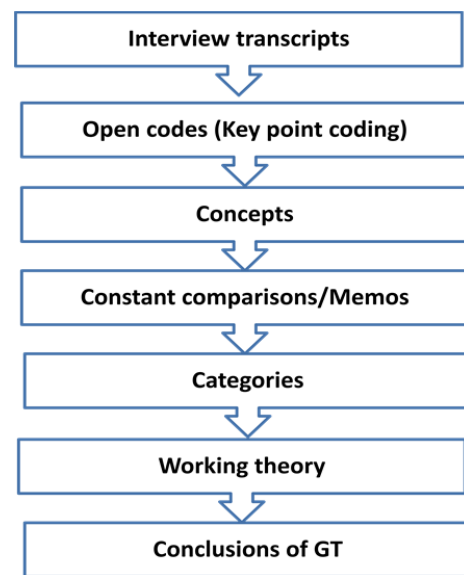 Interview transcripts
Open codes (Key point coding)
Concepts
Constant comparisons/Memos
Categories
Working theory
Conclusions of GT